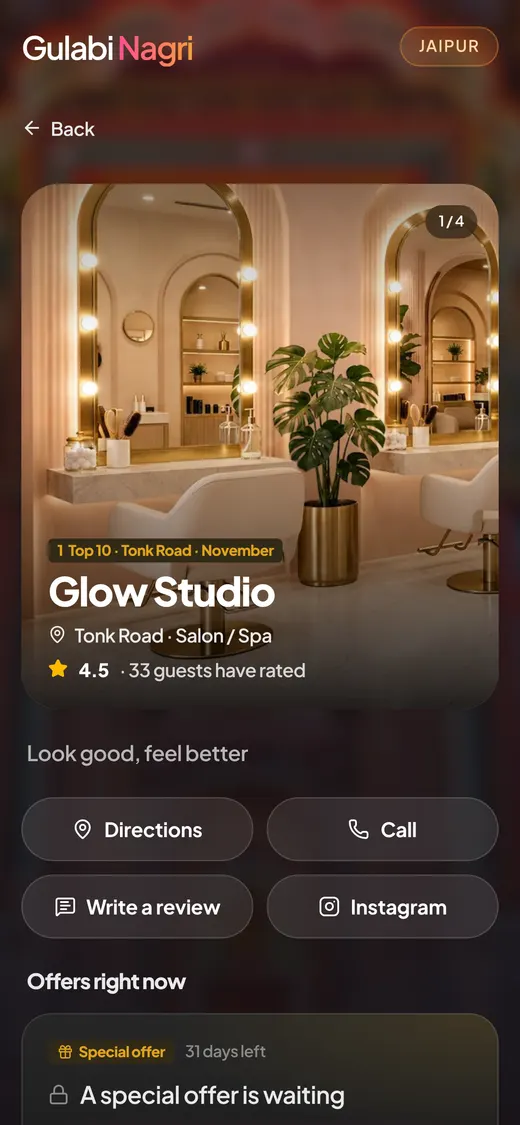 Gulabi Nagri
JAIPUR
← Back
1/4
1 Top 10 · Tonk Road · November
Glow Studio
Tonk Road · Salon / Spa
4.5 · 33 guests have rated
Look good, feel better
Directions
Call
Write a review
Instagram
Offers right now
Special offer 31 days left
A special offer is waiting